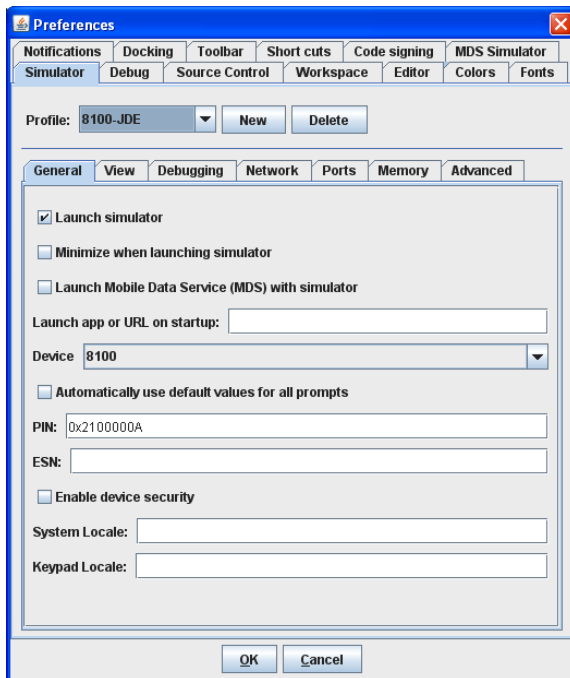 Preferences
Notifications Docking Toolbar Short cuts Code signing MDS Simulator
Simulator Debug Source Control Workspace Editor Colors Fonts
Profile: 8100-JDE New Delete
General View Debugging Network Ports Memory Advanced
Launch simulator
Minimize when launching simulator
Launch Mobile Data Service (MDS) with simulator
Launch app or URL on startup:
Device 8100
Automatically use default values for all prompts
PIN: 0x2100000A
ESN:
Enable device security
System Locale:
Keypad Locale:
OK Cancel